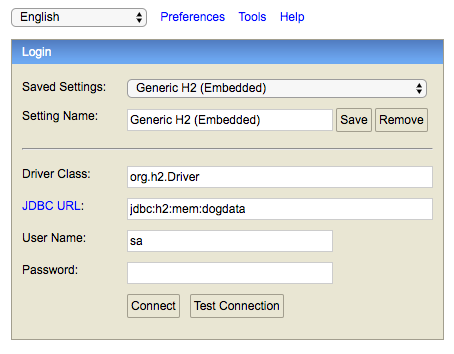 English Preferences Tools Help
Login
Saved Settings: Generic H2 (Embedded)
Setting Name: Generic H2 (Embedded) Save Remove
Driver Class: org.h2.Driver
JDBC URL: jdbc:h2:mem:dogdata
User Name: sa
Password:
Connect Test Connection